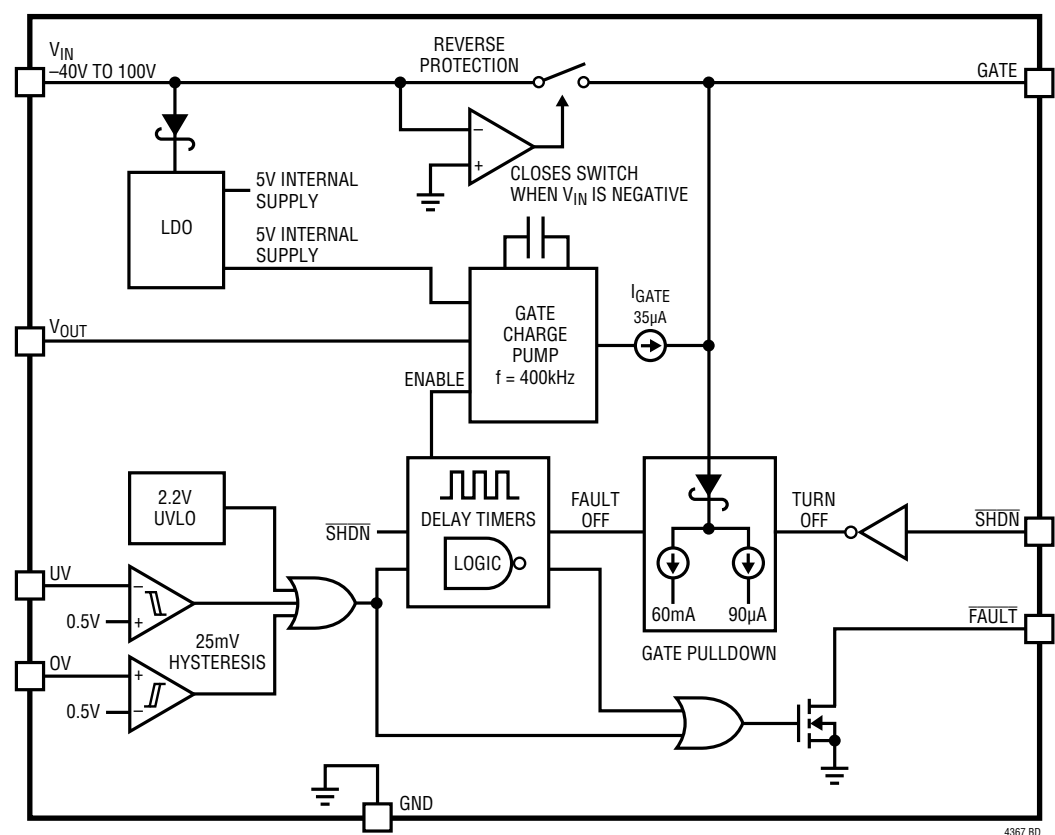 VIN
–40V TO 100V
REVERSE
PROTECTION
GATE
–
+
CLOSES SWITCH
WHEN VIN IS NEGATIVE
LDO
5V INTERNAL
SUPPLY
5V INTERNAL
SUPPLY
GATE
CHARGE
PUMP
f = 400kHz
IGATE
35µA
VOUT
ENABLE
2.2V
UVLO
SHDN
DELAY TIMERS
LOGIC
FAULT
OFF
TURN
OFF
SHDN
60mA
90µA
GATE PULLDOWN
FAULT
UV
–
0.5V
+
25mV
HYSTERESIS
OV
+
0.5V
–
GND
4367 BD